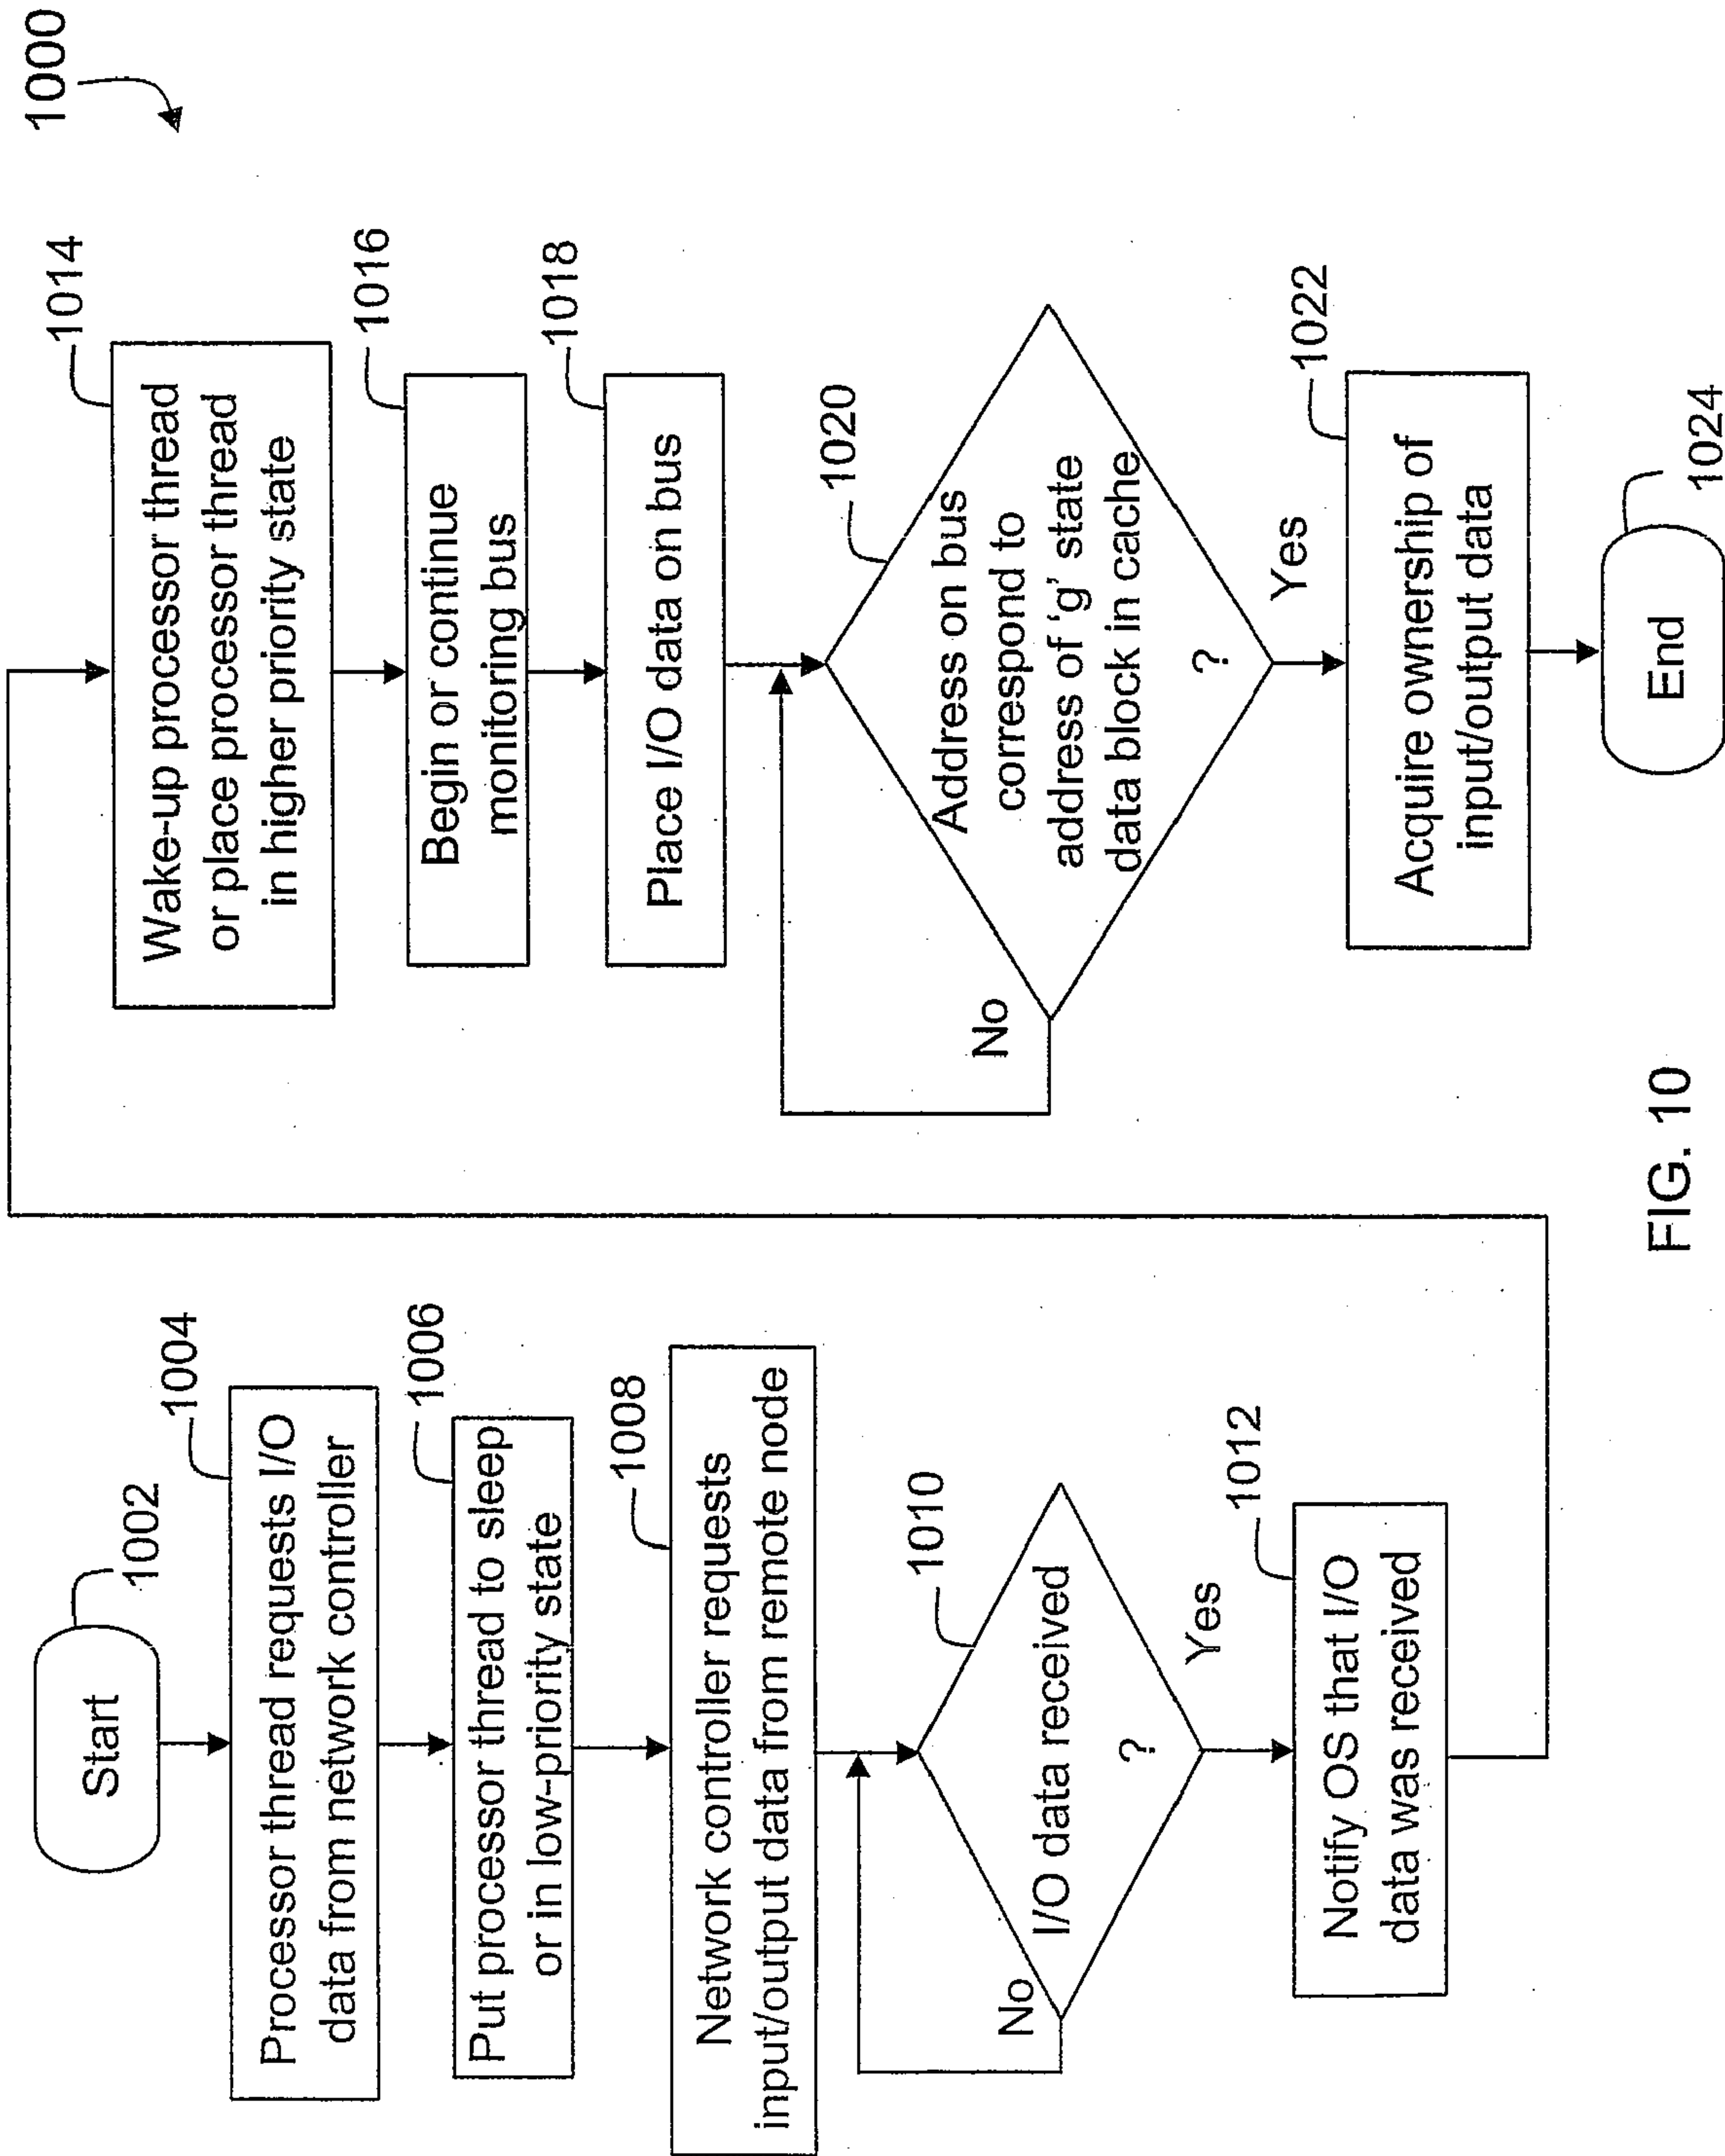 1000
Start
1002
Processor thread requests I/O
data from network controller
1004
Put processor thread to sleep
or in low-priority state
1006
Network controller requests
input/output data from remote node
1008
I/O data received
?
1010
No
Yes
Notify OS that I/O
data was received
1012
Wake-up processor thread
or place processor thread
in higher priority state
1014
Begin or continue
monitoring bus
1016
Place I/O data on bus
1018
Address on bus
correspond to
address of 'g' state
data block in cache
?
1020
No
Yes
Acquire ownership of
input/output data
1022
End
1024
FIG. 10